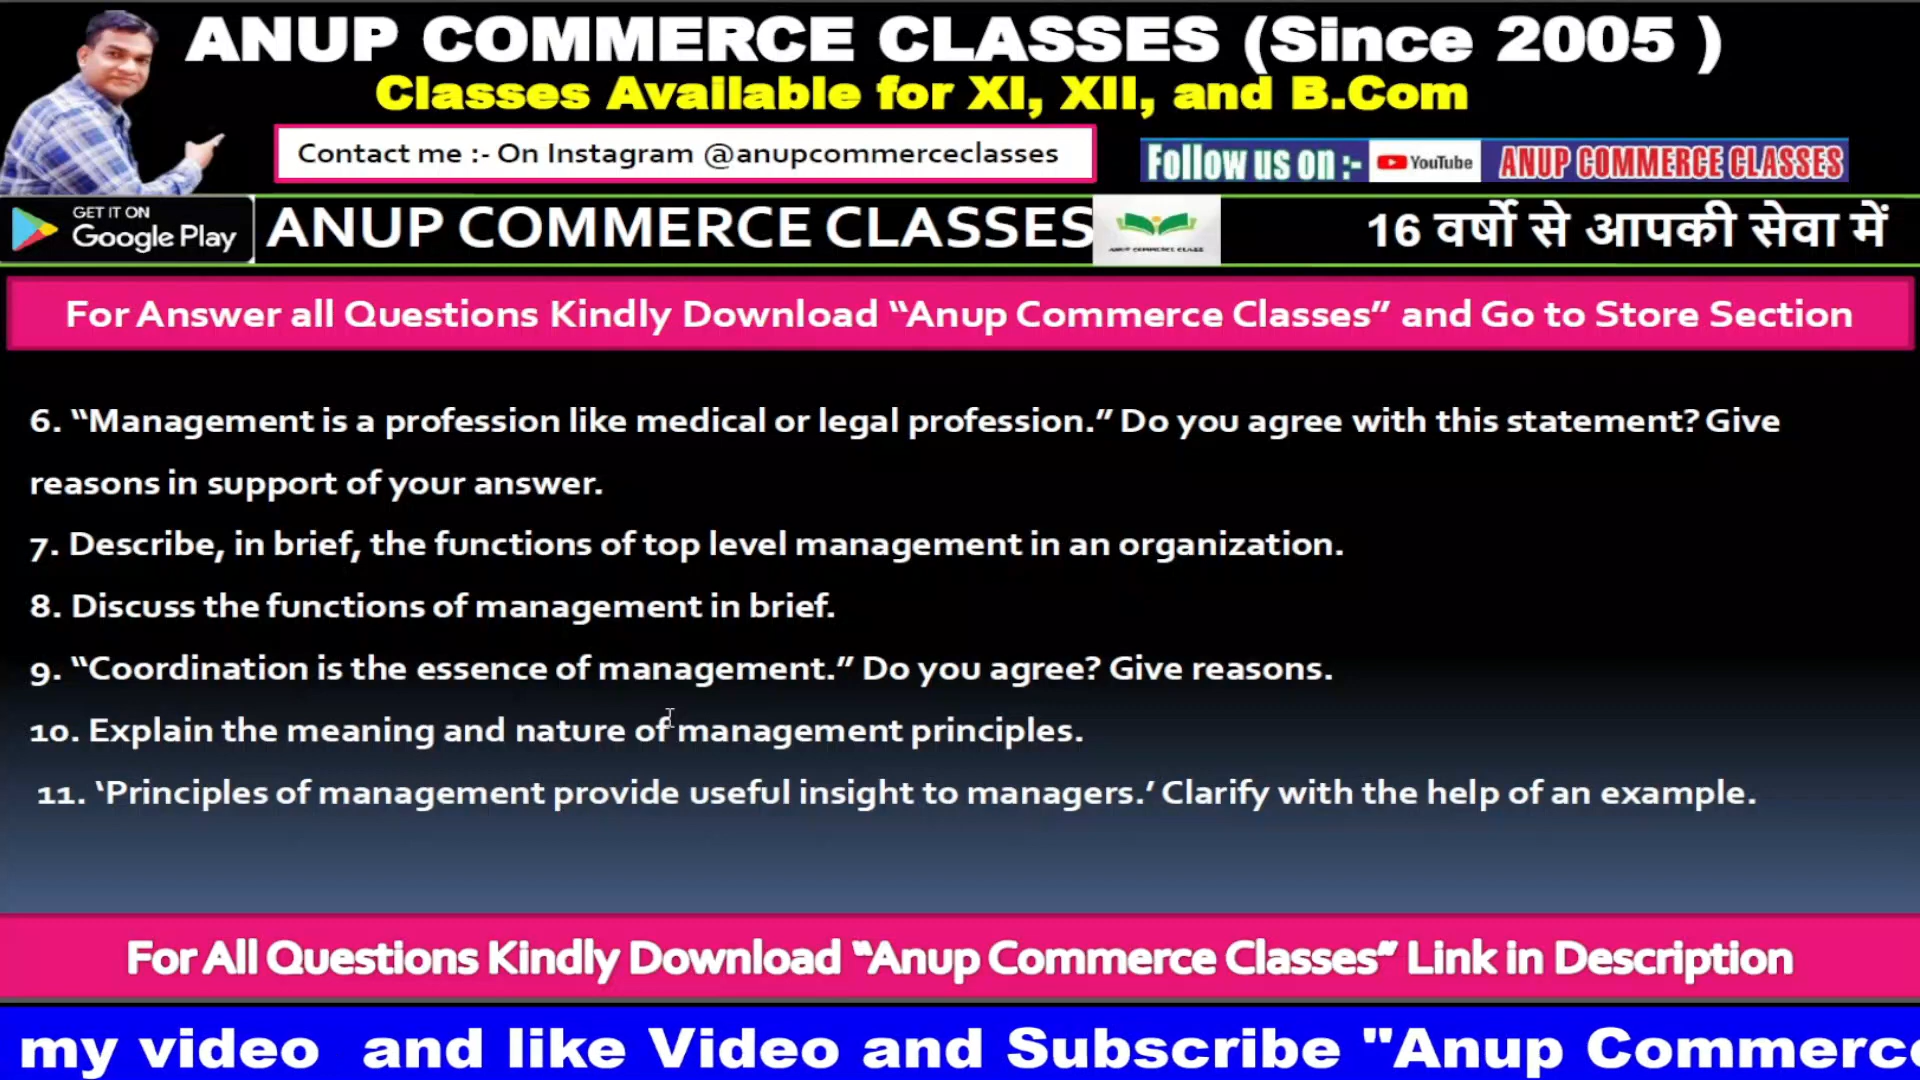 ANUP COMMERCE CLASSES (Since 2005 )
Classes Available for XI, XII, and B.Com
Contact me :- On Instagram @anupcommerceclasses
Follow us on :- YouTube ANUP COMMERCE CLASSES
GET IT ON
Google Play
ANUP COMMERCE CLASSES
ANUP COMMERCE CLASSE
16 वर्षो से आपकी सेवा में
For Answer all Questions Kindly Download “Anup Commerce Classes” and Go to Store Section
6. “Management is a profession like medical or legal profession.” Do you agree with this statement? Give
reasons in support of your answer.
7. Describe, in brief, the functions of top level management in an organization.
8. Discuss the functions of management in brief.
9. “Coordination is the essence of management.” Do you agree? Give reasons.
10. Explain the meaning and nature of management principles.
11. ‘Principles of management provide useful insight to managers.’ Clarify with the help of an example.
For All Questions Kindly Download “Anup Commerce Classes” Link in Description
my video and like Video and Subscribe "Anup Commerc